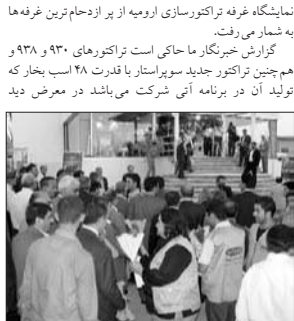 نمایشگاه غرفه تراکتورسازی ارومیه از پر ازدحام‌ترین غرفه‌ها
به شمار می‌رفت.
گزارش خبرنگار ما حاکی است تراکتورهای ۹۳۰ و ۹۳۸ و
هم‌چنین تراکتور جدید سوپراستار با قدرت ۴۸ اسب بخار که
تولید آن در برنامه آتی شرکت می‌باشد در معرض دید